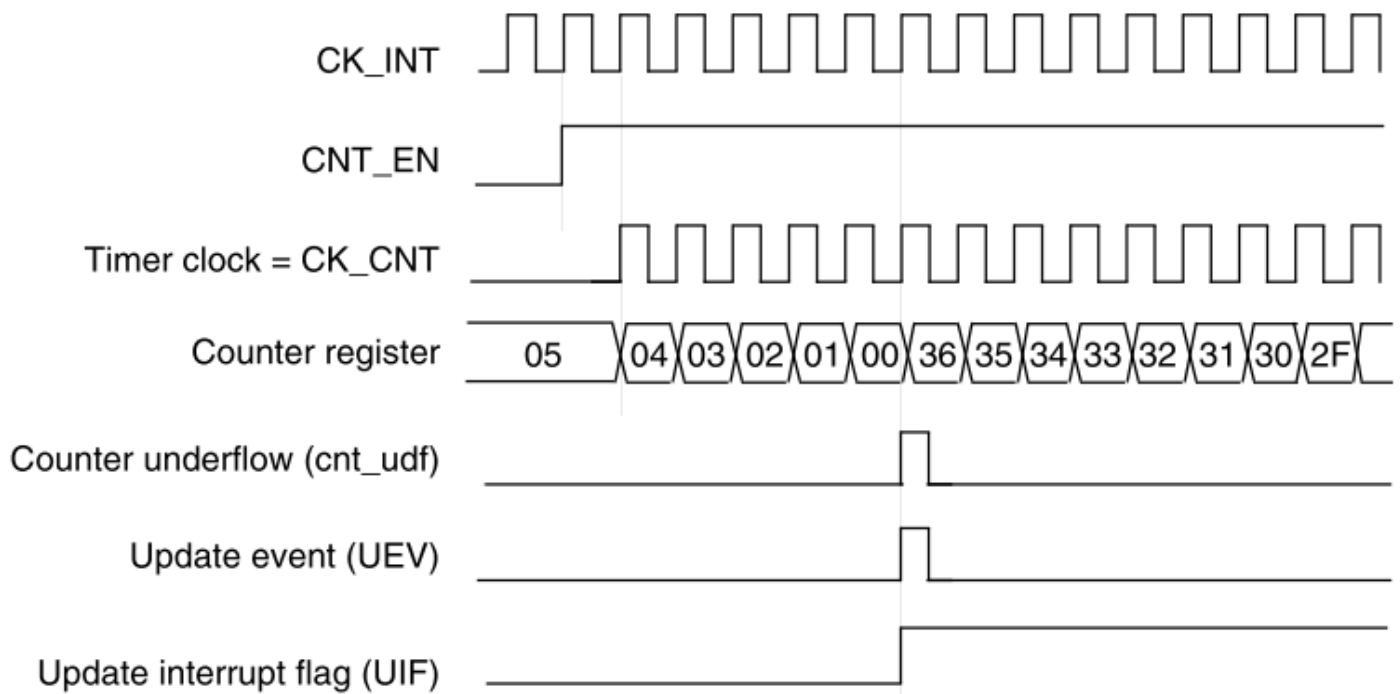 CK_INT
CNT_EN
Timer clock = CK_CNT
Counter register 05 04 03 02 01 00 36 35 34 33 32 31 30 2F
Counter underflow (cnt_udf)
Update event (UEV)
Update interrupt flag (UIF)